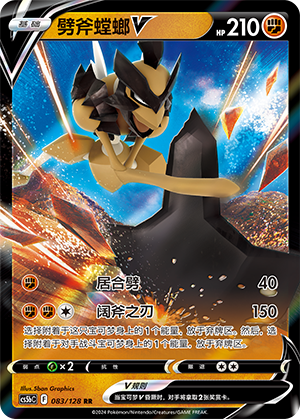 基础
劈斧螳螂V
HP 210
居合劈 40
阔斧之刃 150
选择附着于这只宝可梦身上的1个能量，放于弃牌区。然后，选
择附着于对手战斗宝可梦身上的1个能量，放于弃牌区。
弱点 ×2 抵抗力 撤退
Illus. 5ban Graphics
V规则
cs5bC F 083/128 RR
当宝可梦V昏厥时，对手将拿取2张奖赏卡。
©2024 Pokémon/Nintendo/Creatures/GAME FREAK